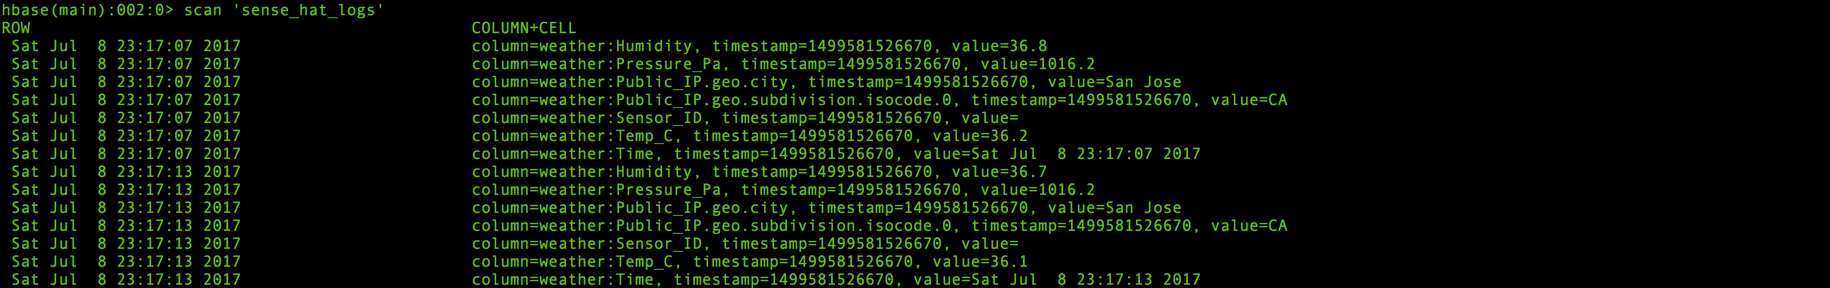 hbase(main):002:0> scan 'sense_hat_logs'
ROW COLUMN+CELL
Sat Jul  8 23:17:07 2017 column=weather:Humidity, timestamp=1499581526670, value=36.8
Sat Jul  8 23:17:07 2017 column=weather:Pressure_Pa, timestamp=1499581526670, value=1016.2
Sat Jul  8 23:17:07 2017 column=weather:Public_IP.geo.city, timestamp=1499581526670, value=San Jose
Sat Jul  8 23:17:07 2017 column=weather:Public_IP.geo.subdivision.isocode.0, timestamp=1499581526670, value=CA
Sat Jul  8 23:17:07 2017 column=weather:Sensor_ID, timestamp=1499581526670, value=
Sat Jul  8 23:17:07 2017 column=weather:Temp_C, timestamp=1499581526670, value=36.2
Sat Jul  8 23:17:07 2017 column=weather:Time, timestamp=1499581526670, value=Sat Jul  8 23:17:07 2017
Sat Jul  8 23:17:13 2017 column=weather:Humidity, timestamp=1499581526670, value=36.7
Sat Jul  8 23:17:13 2017 column=weather:Pressure_Pa, timestamp=1499581526670, value=1016.2
Sat Jul  8 23:17:13 2017 column=weather:Public_IP.geo.city, timestamp=1499581526670, value=San Jose
Sat Jul  8 23:17:13 2017 column=weather:Public_IP.geo.subdivision.isocode.0, timestamp=1499581526670, value=CA
Sat Jul  8 23:17:13 2017 column=weather:Sensor_ID, timestamp=1499581526670, value=
Sat Jul  8 23:17:13 2017 column=weather:Temp_C, timestamp=1499581526670, value=36.1
Sat Jul  8 23:17:13 2017 column=weather:Time, timestamp=1499581526670, value=Sat Jul  8 23:17:13 2017